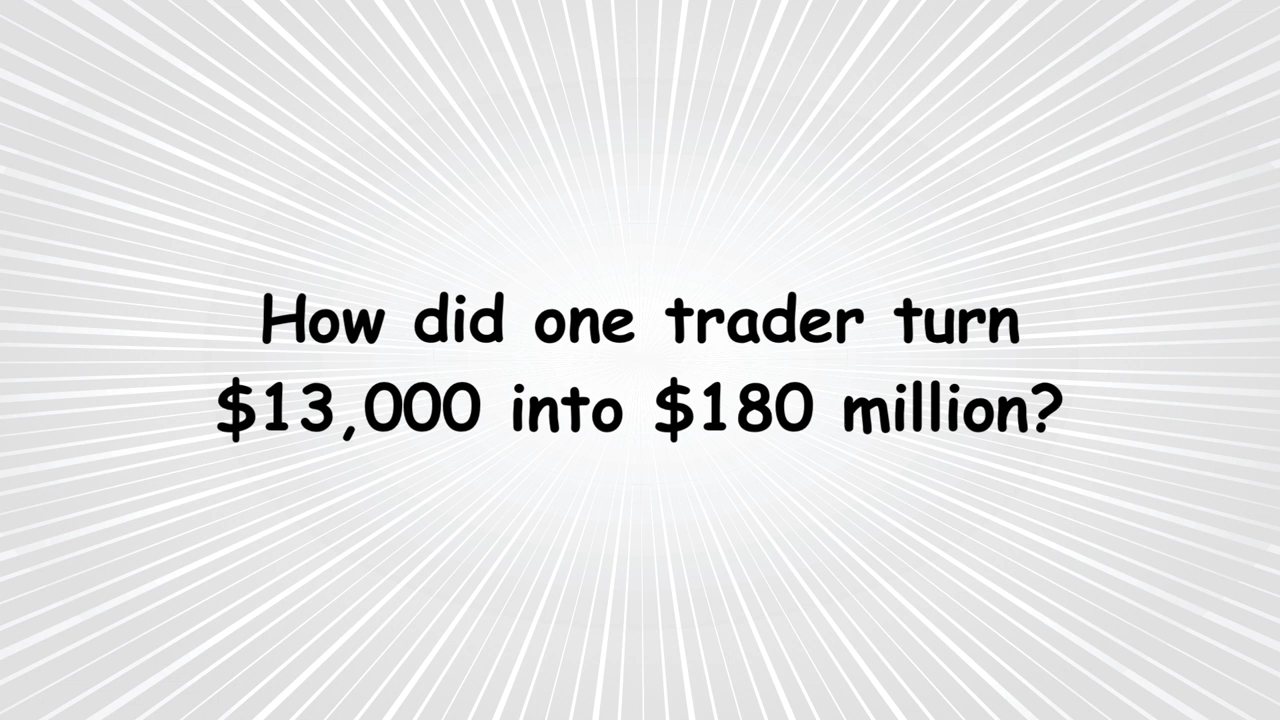 How did one trader turn
$13,000 into $180 million?